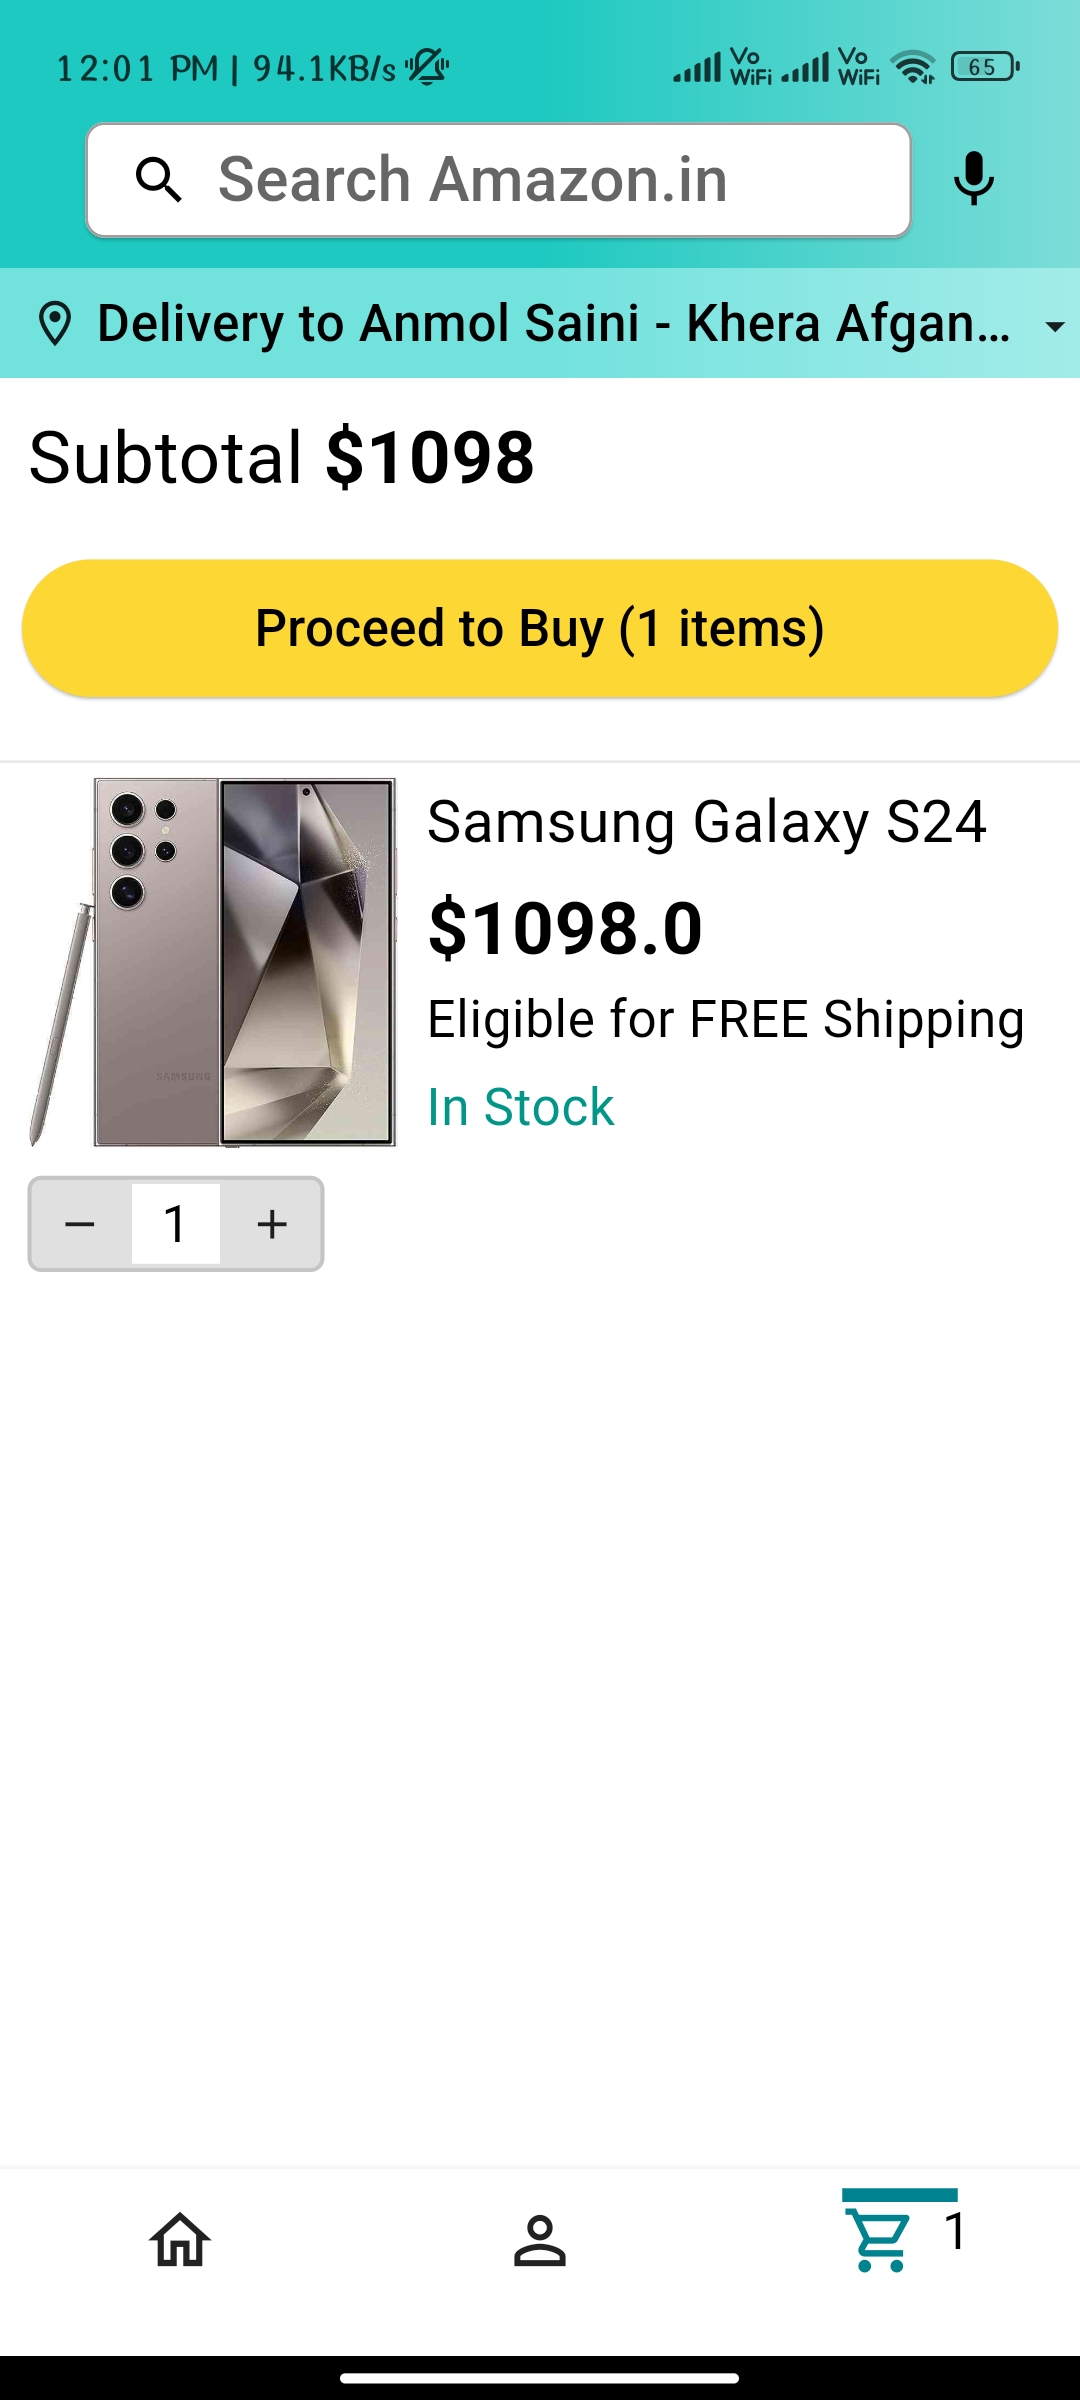 12:01 PM | 94.1KB/s Vo WiFi Vo WiFi 65
Search Amazon.in
Delivery to Anmol Saini - Khera Afgan...
Subtotal $1098
Proceed to Buy (1 items)
Samsung Galaxy S24
$1098.0
Eligible for FREE Shipping
In Stock
SAMSUNG
− 1 +
1